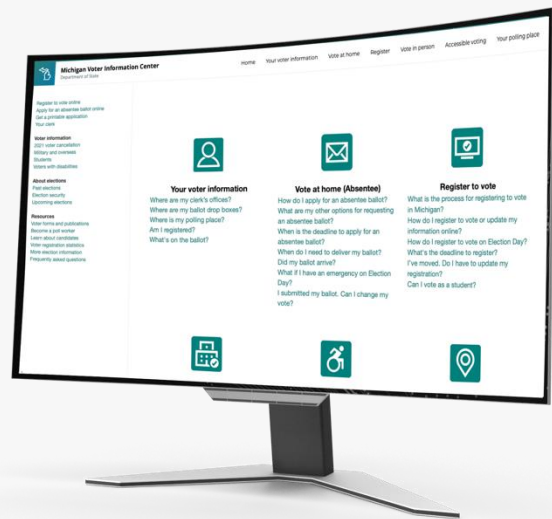 Michigan Voter Information Center
Department of State
Home
Your voter information
Vote at home
Register
Vote in person
Accessible voting
Your polling place
Register to vote online
Apply for an absentee ballot online
Get a printable application
Your clerk
Voter information
2021 voter cancellation
Military and overseas
Students
Voters with disabilities
About elections
Past elections
Election security
Upcoming elections
Resources
Voter forms and publications
Become a poll worker
Learn about candidates
Voter registration statistics
More election information
Frequently asked questions
Your voter information
Where are my clerk's offices?
Where are my ballot drop boxes?
Where is my polling place?
Am I registered?
What's on the ballot?
Vote at home (Absentee)
How do I apply for an absentee ballot?
What are my other options for requesting
an absentee ballot?
When is the deadline to apply for an
absentee ballot?
When do I need to deliver my ballot?
Did my ballot arrive?
What if I have an emergency on Election
Day?
I submitted my ballot. Can I change my
vote?
Register to vote
What is the process for registering to vote
in Michigan?
How do I register to vote or update my
information online?
How do I register to vote on Election Day?
What's the deadline to register?
I've moved. Do I have to update my
registration?
Can I vote as a student?